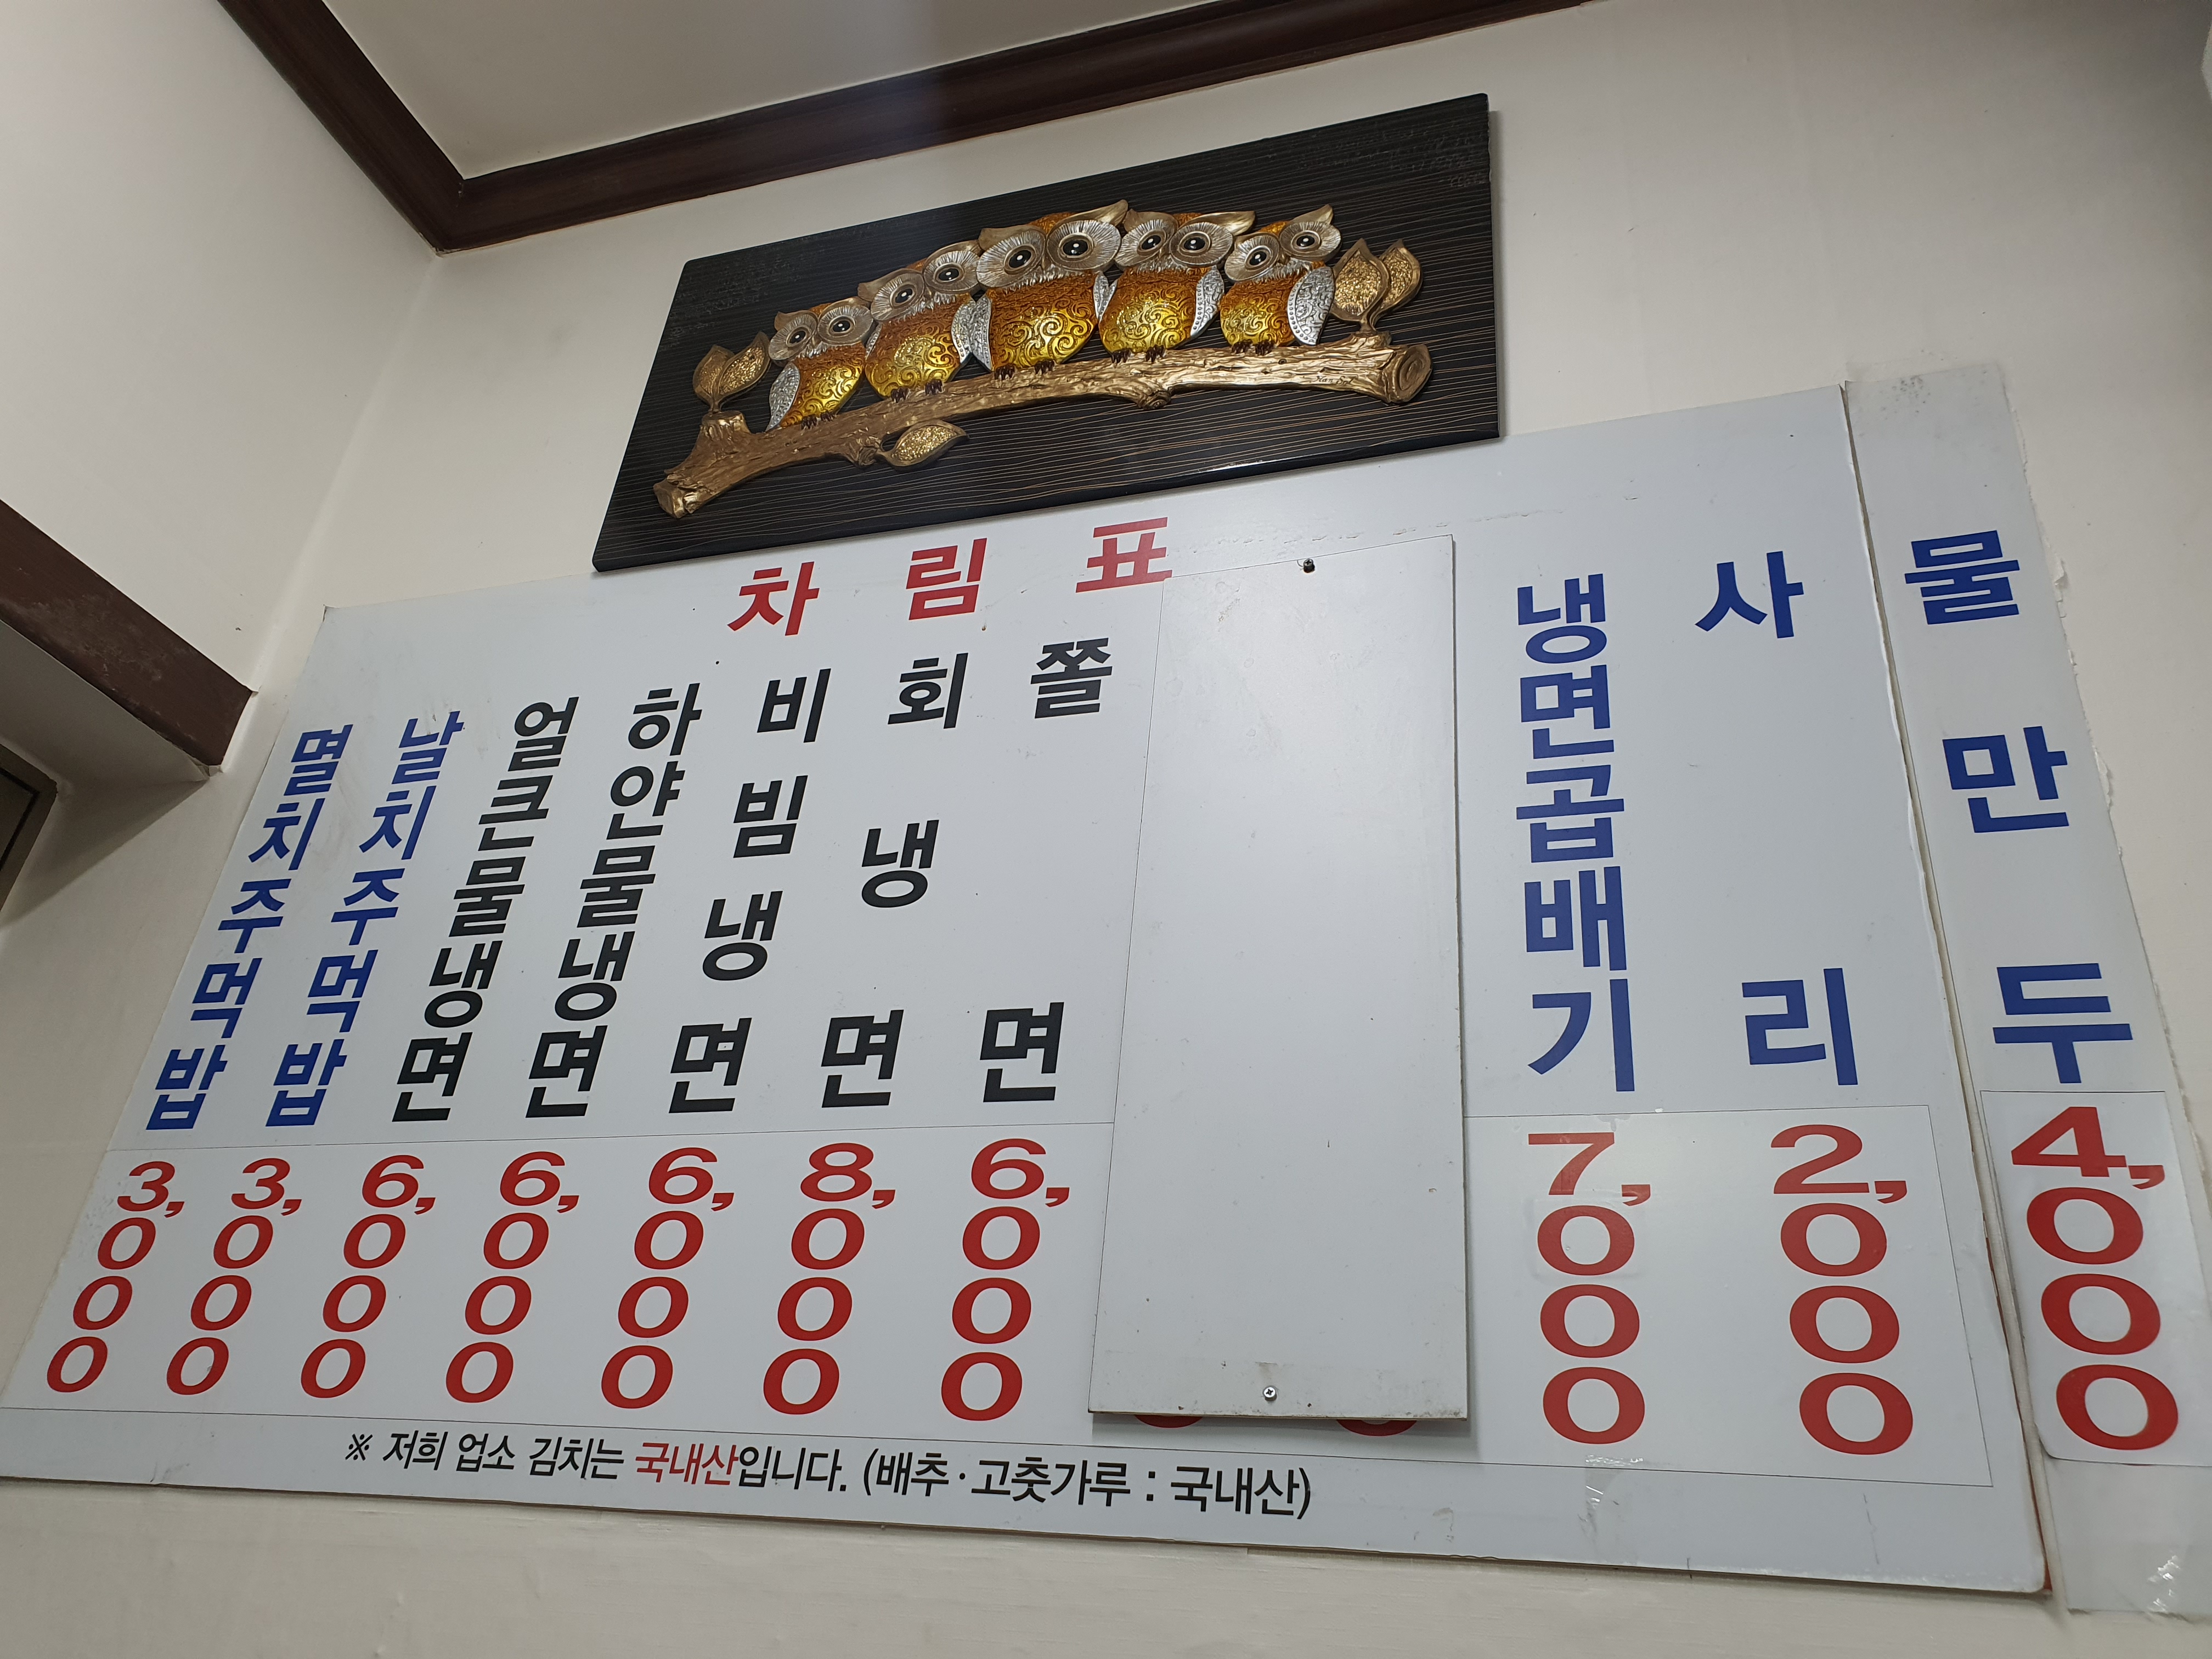 차림표
멸치주먹밥 3,000
날치주먹밥 3,000
얼큰물냉면 6,000
하얀물냉면 6,000
비빔냉면 6,000
회냉면 8,000
쫄면 6,000
냉면곱배기 7,000
사리 2,000
물만두 4,000
※ 저희 업소 김치는 국내산입니다. (배추·고춧가루 : 국내산)